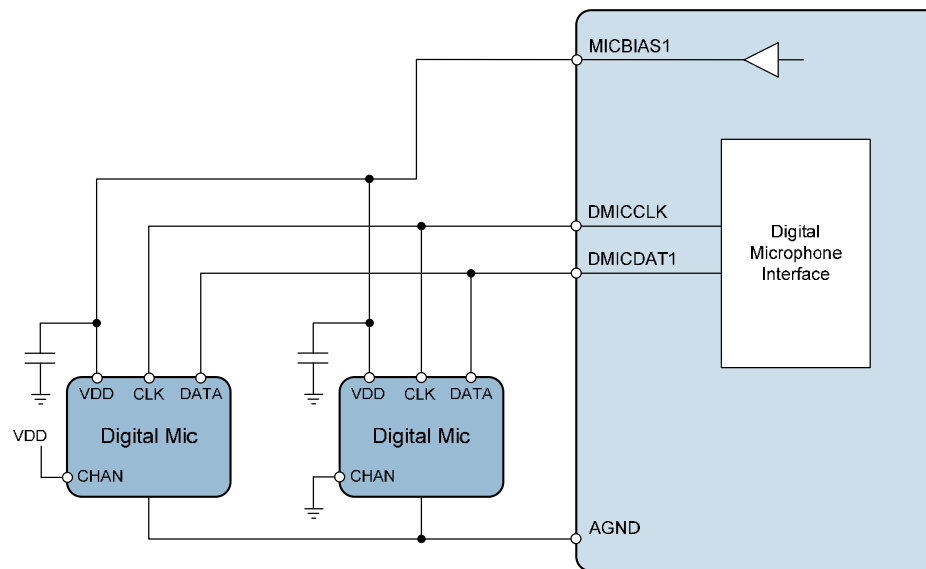 MICBIAS1
DMICCLK
DMICDAT1
Digital
Microphone
Interface
VDD CLK DATA
Digital Mic
VDD
CHAN
VDD CLK DATA
Digital Mic
CHAN
AGND